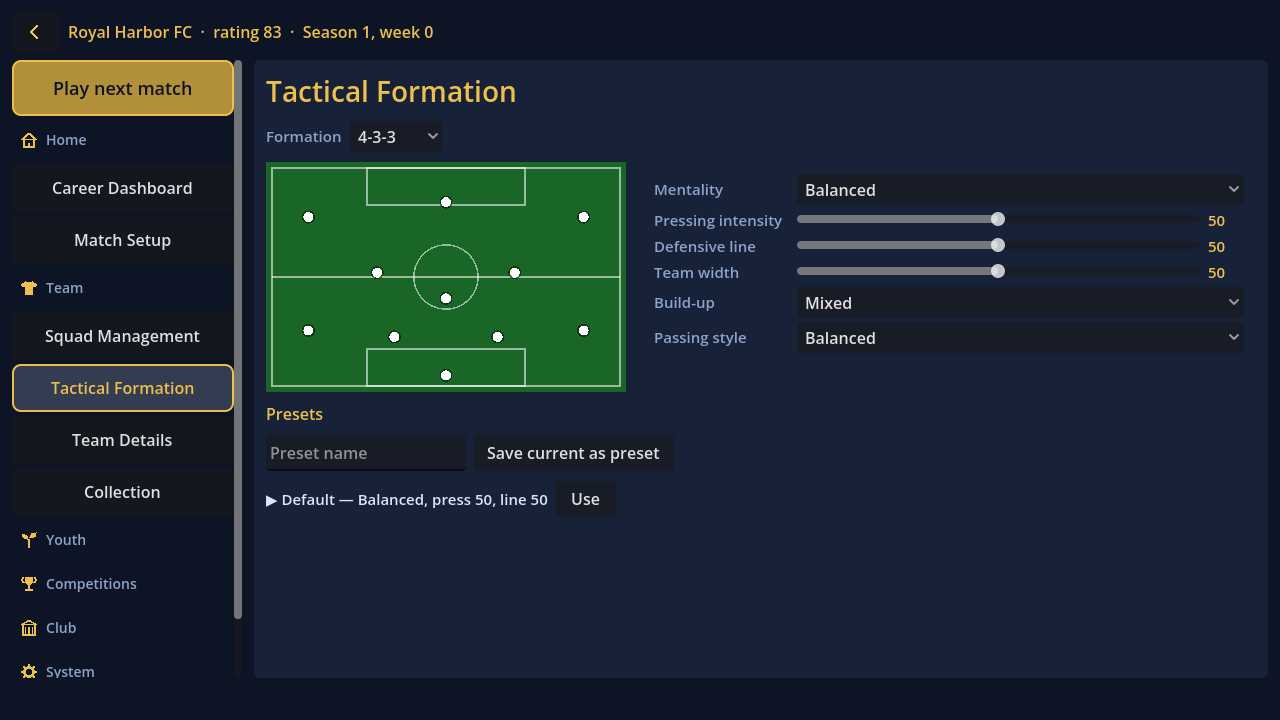 Royal Harbor FC · rating 83 · Season 1, week 0
Play next match
Home
Career Dashboard
Match Setup
Team
Squad Management
Tactical Formation
Team Details
Collection
Youth
Competitions
Club
System
Tactical Formation
Formation 4-3-3
Mentality Balanced
Pressing intensity 50
Defensive line 50
Team width 50
Build-up Mixed
Passing style Balanced
Presets
Preset name Save current as preset
▶ Default — Balanced, press 50, line 50 Use